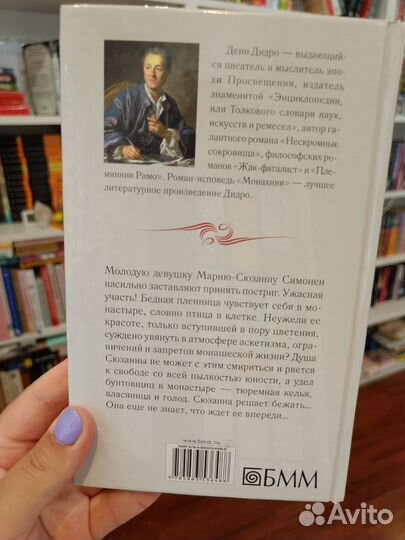 Дени Дидро — выдающий-
ся писатель и мыслитель эпо-
хи Просвещения, издатель
знаменитой «Энциклопедии,
или Толкового словаря наук,
искусств и ремесел», автор га-
лантного романа «Нескромные
сокровища», философских ро-
манов «Жак-фаталист» и «Пле-
мянник Рамо». Роман-исповедь «Монахиня» — лучшее
литературное произведение Дидро.
Молодую девушку Марию-Сюзанну Симонен
насильно заставляют принять постриг. Ужасная
участь! Бедная пленница чувствует себя в мо-
настыре, словно птица в клетке. Неужели ее
красоте, только вступившей в пору цветения,
суждено увянуть в атмосфере аскетизма, огра-
ничений и запретов монашеской жизни? Душа
Сюзанны не может с этим смириться и рвется
к свободе со всей пылкостью юности, а удел
бунтовщиц в монастыре — тюремная келья,
власяница и голод. Сюзанна решает бежать...
Она еще не знает, что ждет ее впереди...
www.bmm.ru
БММ
Avito